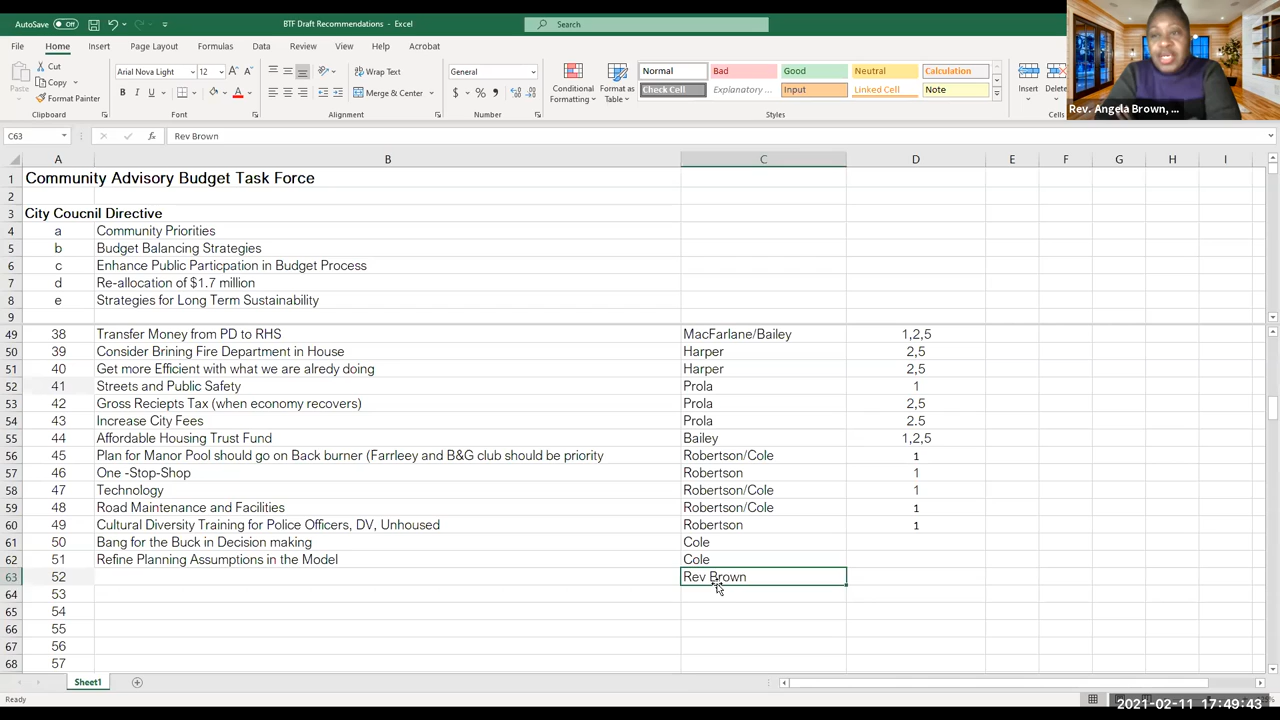 AutoSave Off BTF Draft Recommendations - Excel Search
File Home Insert Page Layout Formulas Data Review View Help Acrobat
Cut Arial Nova Light 12 Wrap Text General Normal Bad Good Neutral Calculation
Paste Copy Format Painter B I U Merge & Center $ % Conditional Formatting Format as Table Check Cell Explanatory ... Input Linked Cell Note Insert Delete
Clipboard Font Alignment Number Styles Cells
Rev. Angela Brown, ...
C63 fx Rev Brown
A B C D E F G H I
1 Community Advisory Budget Task Force
2
3 City Coucnil Directive
4 a Community Priorities
5 b Budget Balancing Strategies
6 c Enhance Public Particpation in Budget Process
7 d Re-allocation of $1.7 million
8 e Strategies for Long Term Sustainability
9
49 38 Transfer Money from PD to RHS MacFarlane/Bailey 1,2,5
50 39 Consider Brining Fire Department in House Harper 2,5
51 40 Get more Efficient with what we are alredy doing Harper 2,5
52 41 Streets and Public Safety Prola 1
53 42 Gross Reciepts Tax (when economy recovers) Prola 2,5
54 43 Increase City Fees Prola 2.5
55 44 Affordable Housing Trust Fund Bailey 1,2,5
56 45 Plan for Manor Pool should go on Back burner (Farrleey and B&G club should be priority Robertson/Cole 1
57 46 One -Stop-Shop Robertson 1
58 47 Technology Robertson/Cole 1
59 48 Road Maintenance and Facilities Robertson/Cole 1
60 49 Cultural Diversity Training for Police Officers, DV, Unhoused Robertson 1
61 50 Bang for the Buck in Decision making Cole
62 51 Refine Planning Assumptions in the Model Cole
63 52 Rev Brown
64 53
65 54
66 55
67 56
68 57
Sheet1
Ready
2021-02-11 17:49:43